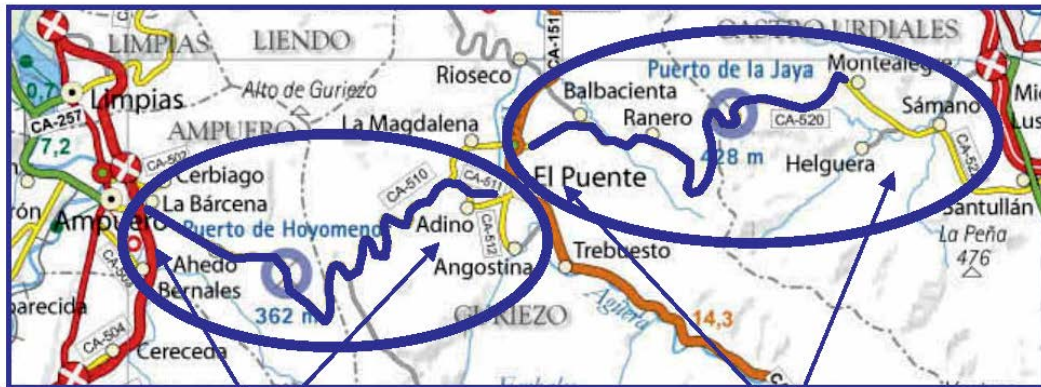 CASTRO URDIALES
LIMPIAS
LIENDO
CA-151
Rioseco
Puerto de la Jaya
Montealegre
0,7
Limpias
Alto de Guriezo
Balbacienta
Sámano
CA-257
AMPUERO
La Magdalena
Ranero
CA-520
7,2
CA-502
428 m
Helguera
Cerbiago
CA-510
CA-511
El Puente
La Bárcena
Ampuero
Adino
Santullán
Puerto de Hoyomeno
CA-512
La Peña
476
Ahedo
Angostina
Trebuesto
Bernales
362 m
GURIEZO
Agüera
14,3
CA-504
Cereceda